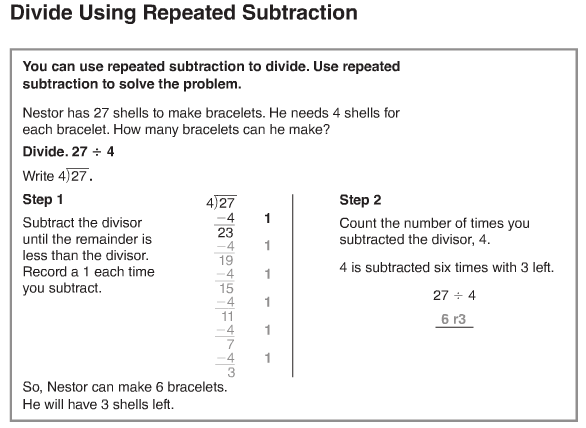 Divide Using Repeated Subtraction
You can use repeated subtraction to divide. Use repeated
subtraction to solve the problem.
Nestor has 27 shells to make bracelets. He needs 4 shells for
each bracelet. How many bracelets can he make?
Divide. 27 ÷ 4
Write 4)27.
Step 1
Subtract the divisor
until the remainder is
less than the divisor.
Record a 1 each time
you subtract.
4)27
−4 1
23
−4 1
19
−4 1
15
−4 1
11
−4 1
7
−4 1
3
Step 2
Count the number of times you
subtracted the divisor, 4.
4 is subtracted six times with 3 left.
27 ÷ 4
6 r3
So, Nestor can make 6 bracelets.
He will have 3 shells left.